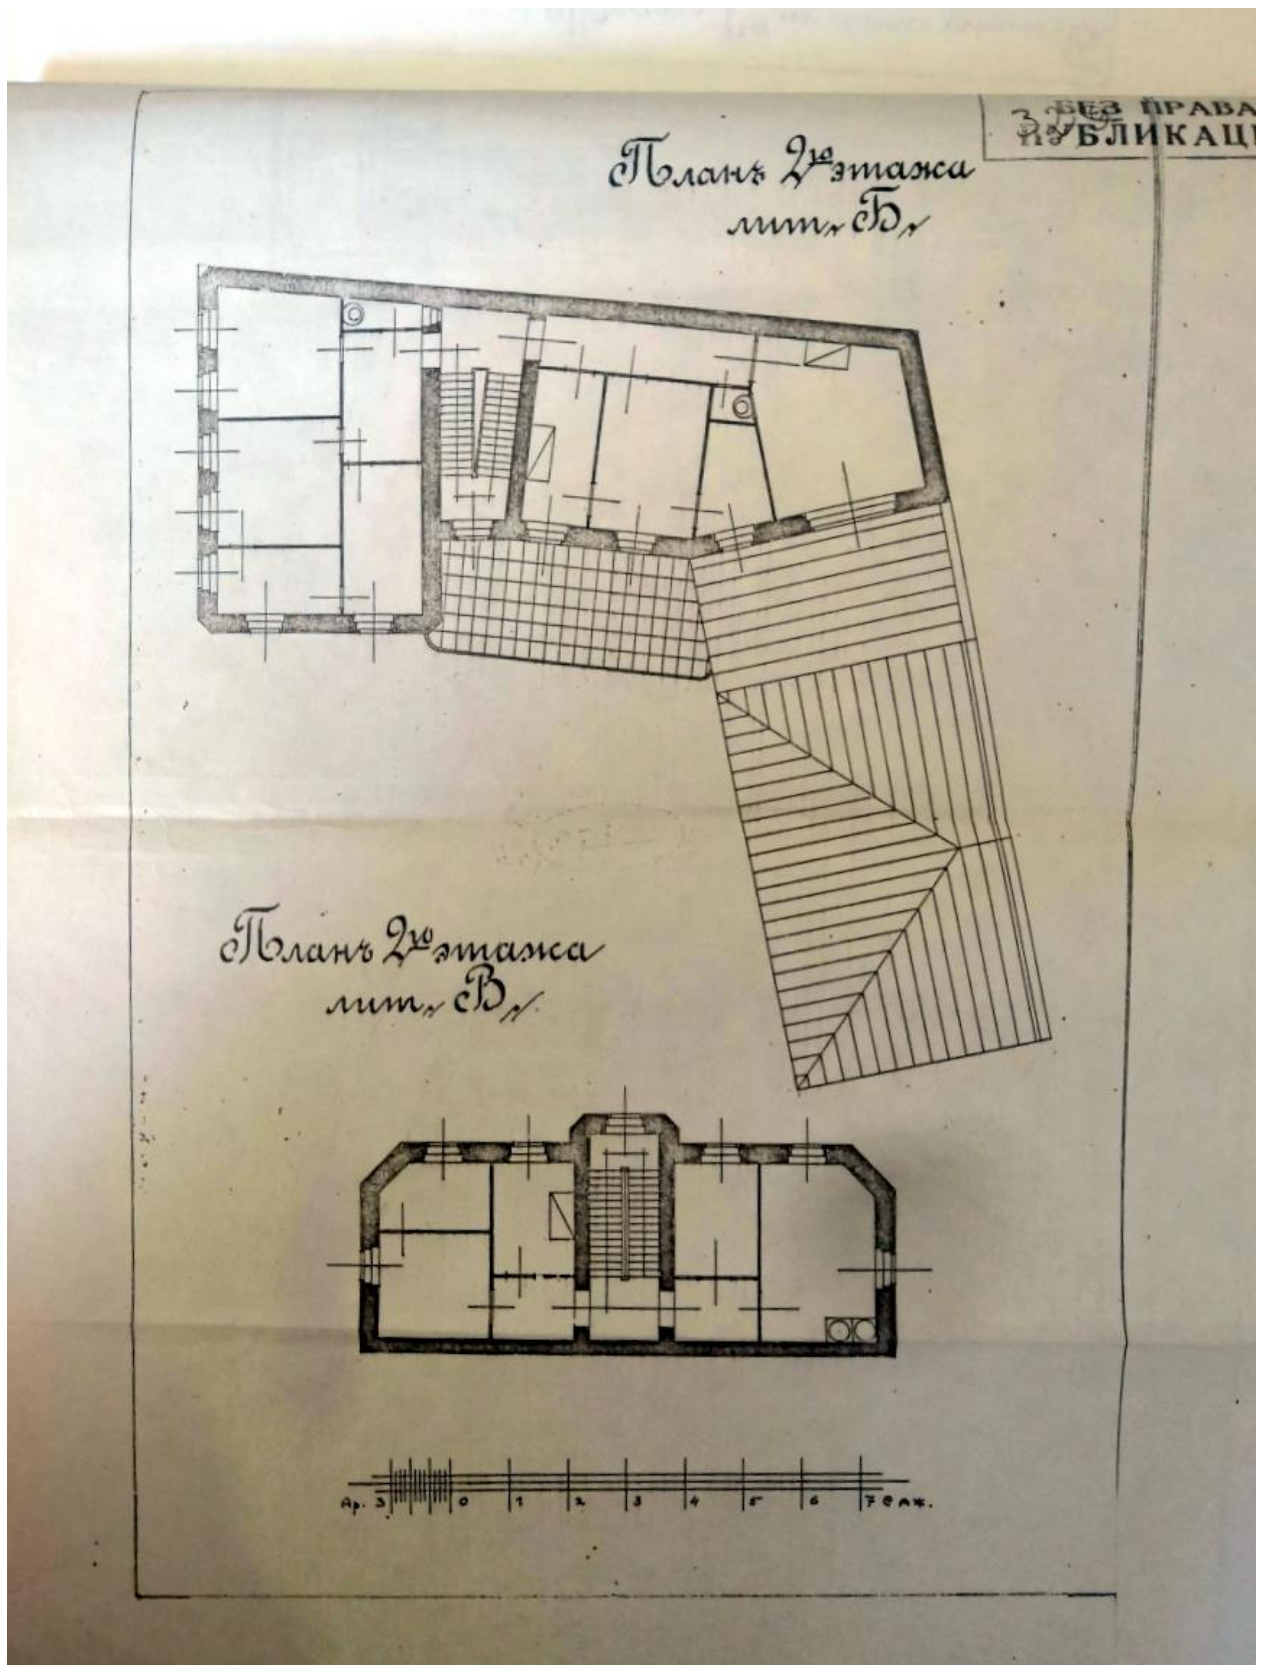 БЕЗ ПРАВА
ПУБЛИКАЦИ
Планъ 2го этажа
лит. Б.
Планъ 2го этажа
лит. В.
Ар. 3 0 1 2 3 4 5 6 7 саж.